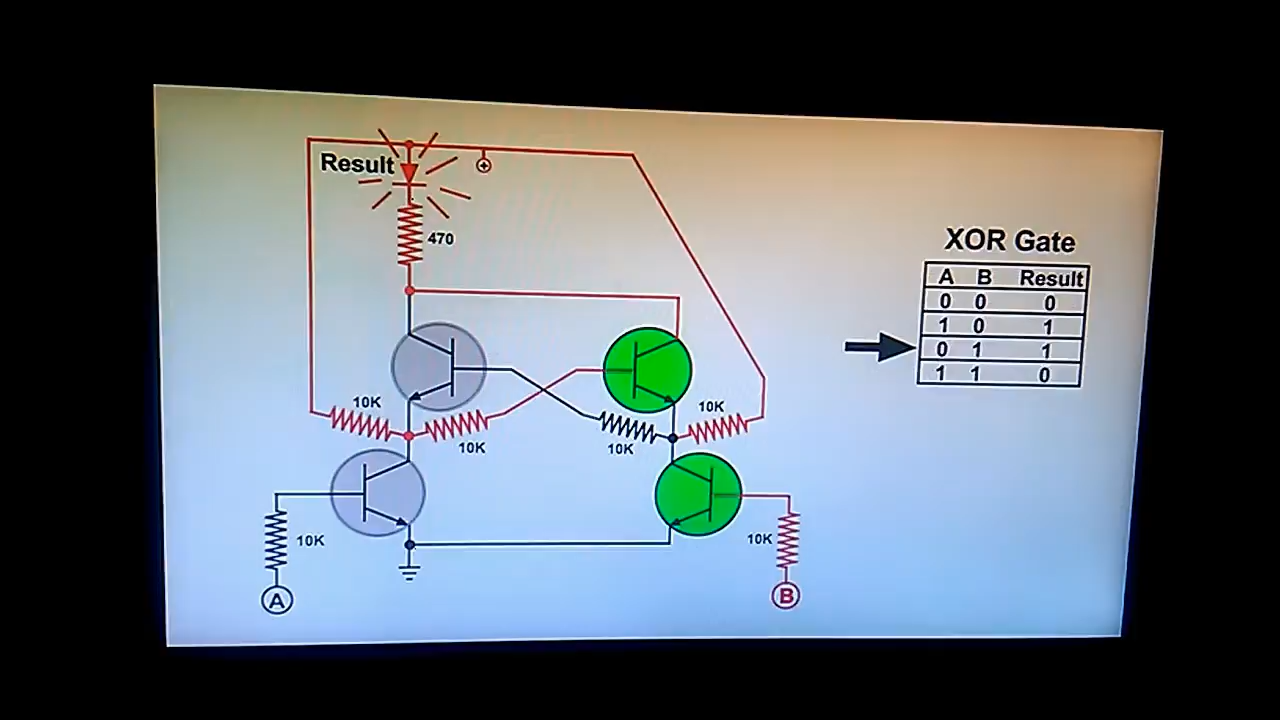 Result
470
XOR Gate
A B Result
0 0 0
1 0 1
0 1 1
1 1 0
10K
10K
10K
10K
10K
10K
A
B